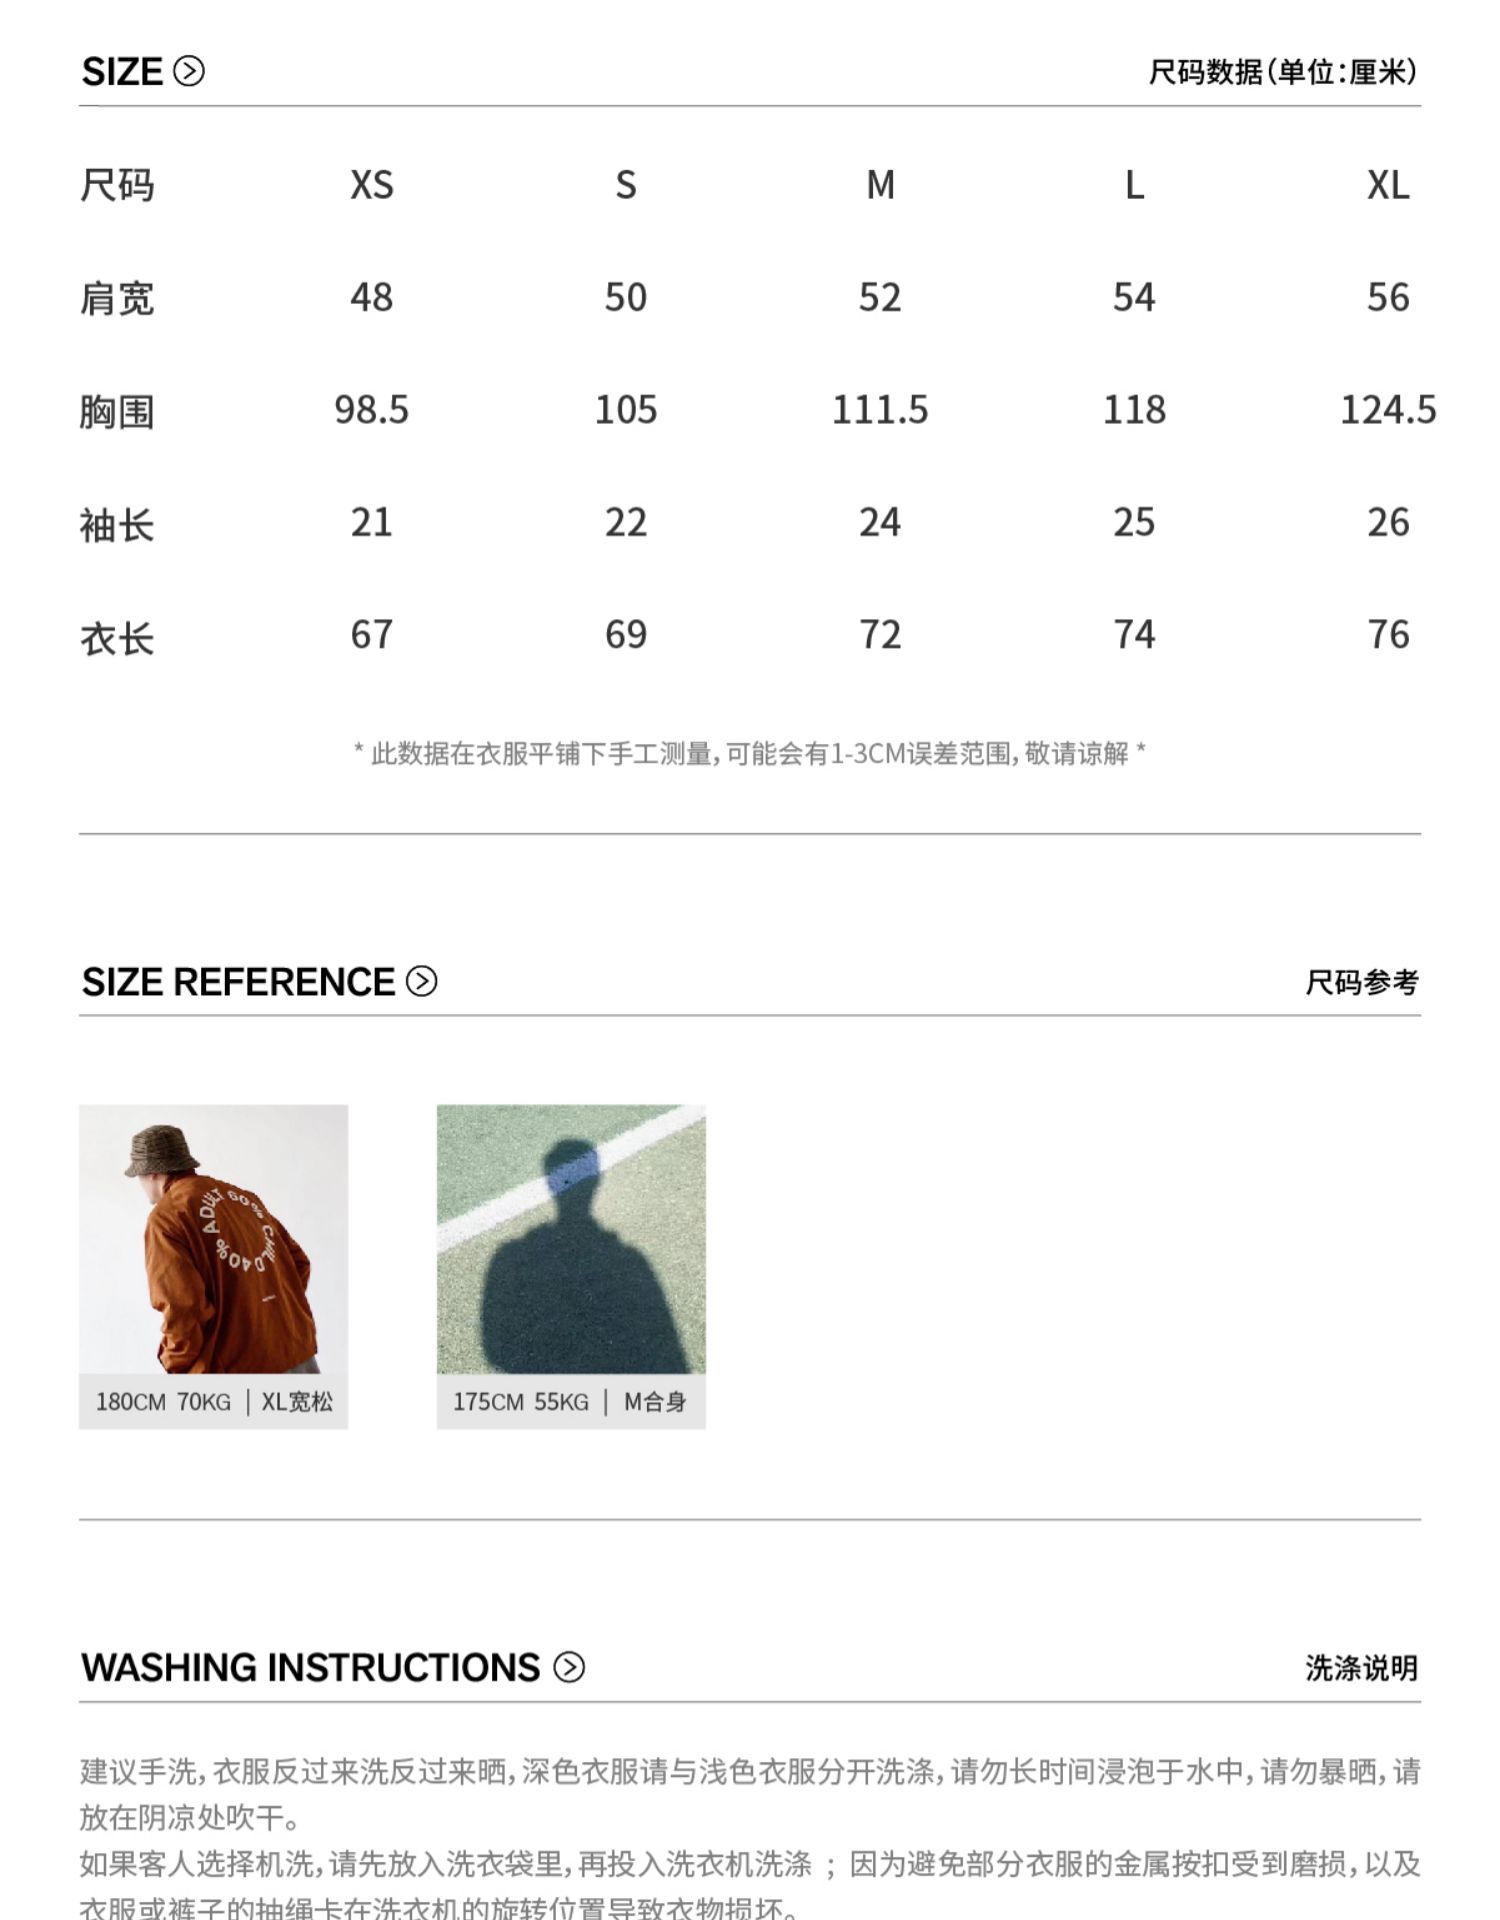 SIZE
尺码数据(单位:厘米)
尺码 XS S M L XL
肩宽 48 50 52 54 56
胸围 98.5 105 111.5 118 124.5
袖长 21 22 24 25 26
衣长 67 69 72 74 76
* 此数据在衣服平铺下手工测量,可能会有1-3CM误差范围,敬请谅解 *
SIZE REFERENCE
尺码参考
ADULT 60% CHILD 40%
180CM 70KG | XL宽松
175CM 55KG | M合身
WASHING INSTRUCTIONS
洗涤说明
建议手洗,衣服反过来洗反过来晒,深色衣服请与浅色衣服分开洗涤,请勿长时间浸泡于水中,请勿暴晒,请
放在阴凉处吹干。
如果客人选择机洗,请先放入洗衣袋里,再投入洗衣机洗涤 ; 因为避免部分衣服的金属按扣受到磨损,以及
衣服或裤子的抽绳卡在洗衣机的旋转位置导致衣物损坏。